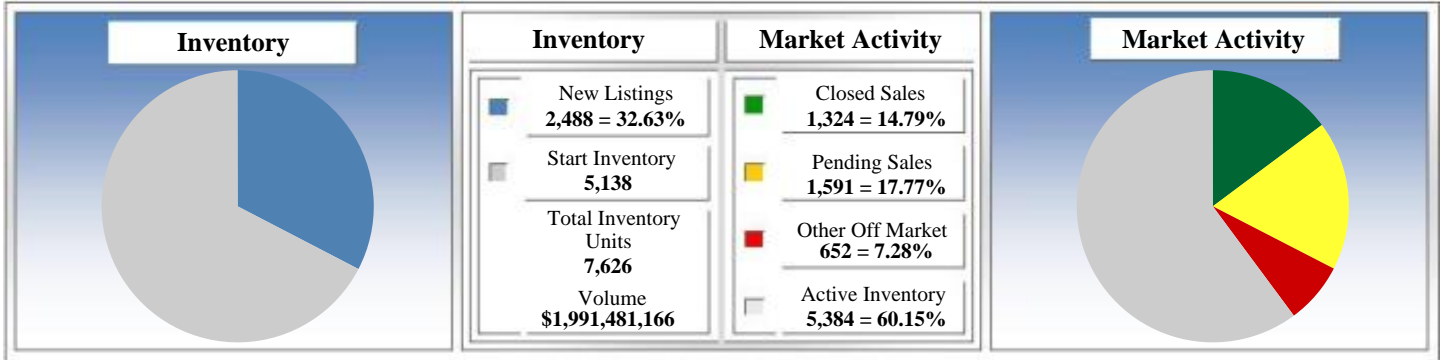 Inventory
Inventory
New Listings
2,488 = 32.63%
Start Inventory
5,138
Total Inventory
Units
7,626
Volume
$1,991,481,166
Market Activity
Closed Sales
1,324 = 14.79%
Pending Sales
1,591 = 17.77%
Other Off Market
652 = 7.28%
Active Inventory
5,384 = 60.15%
Market Activity